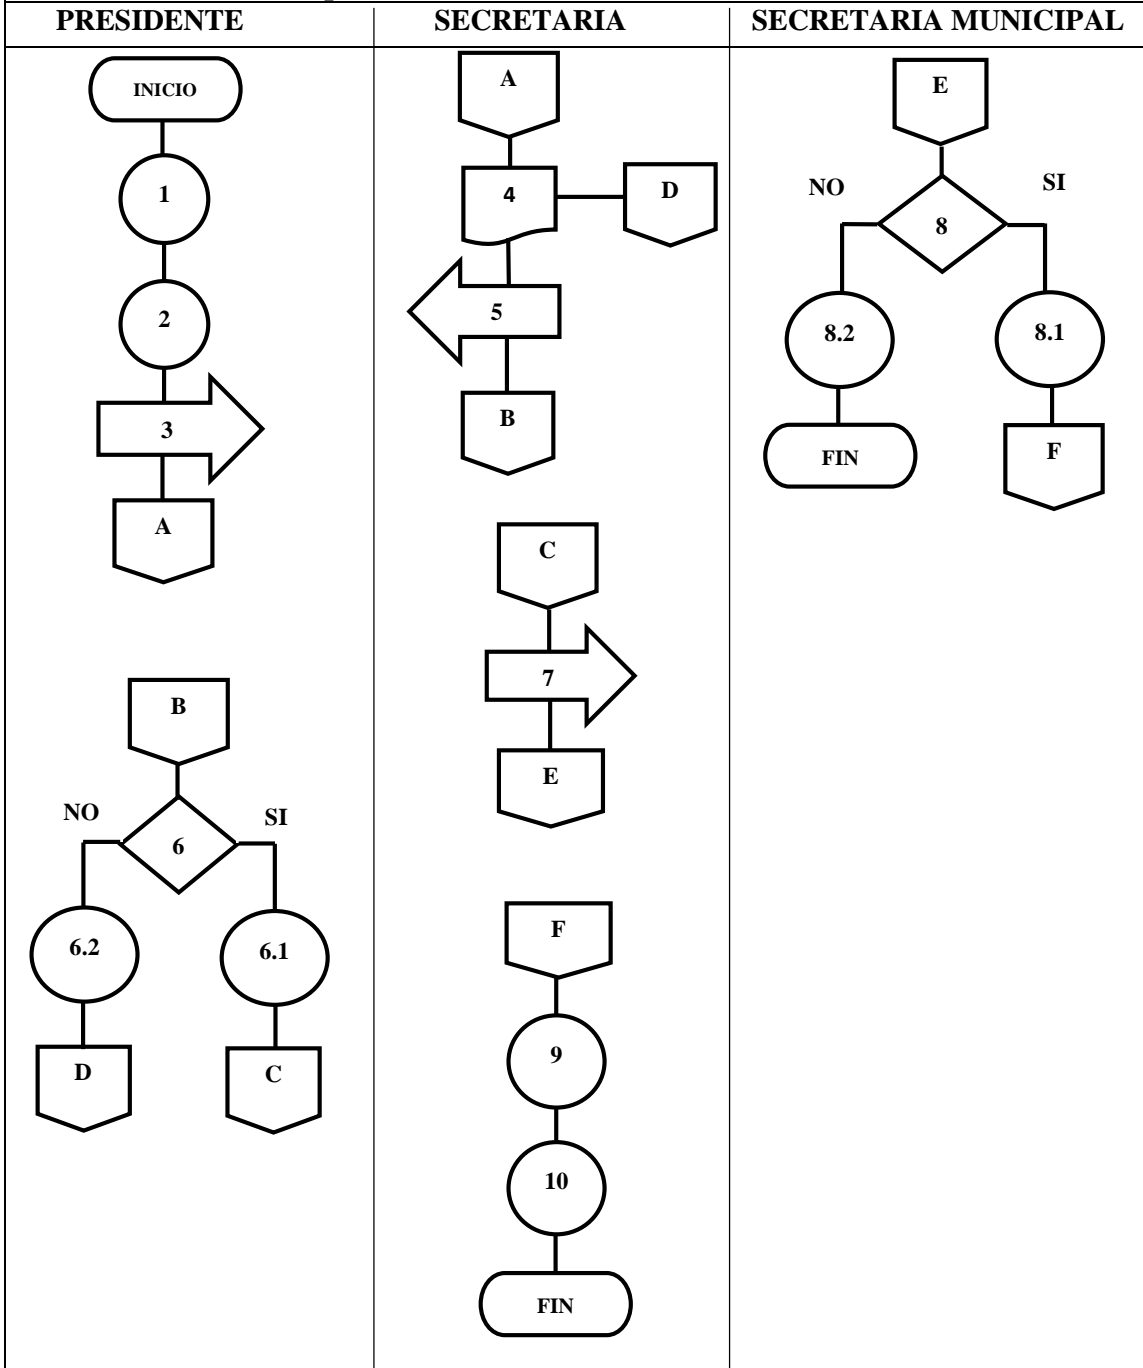 PRESIDENTE
SECRETARIA
SECRETARIA MUNICIPAL
INICIO
1
2
3
A
B
NO
SI
6
6.2
6.1
D
C
A
4
D
5
B
C
7
E
F
9
10
FIN
E
NO
SI
8
8.2
8.1
FIN
F